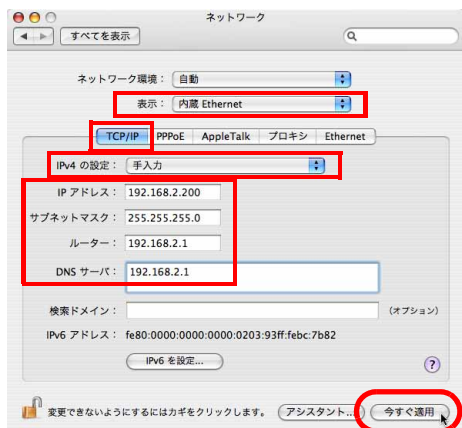 ネットワーク
すべてを表示
ネットワーク環境： 自動
表示： 内蔵 Ethernet
TCP/IP PPPoE AppleTalk プロキシ Ethernet
IPv4 の設定： 手入力
IP アドレス： 192.168.2.200
サブネットマスク： 255.255.255.0
ルーター： 192.168.2.1
DNS サーバ： 192.168.2.1
検索ドメイン： (オプション)
IPv6 アドレス： fe80:0000:0000:0000:0203:93ff:febc:7b82
IPv6 を設定... ?
変更できないようにするにはカギをクリックします。 アシスタント... 今すぐ適用